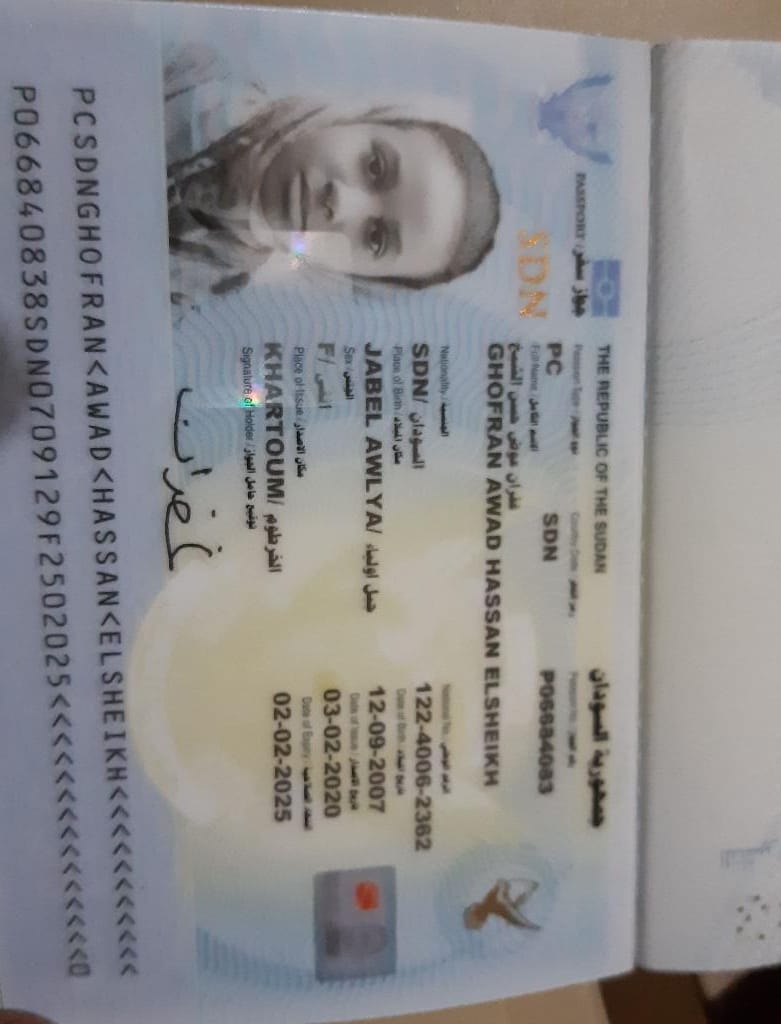 THE REPUBLIC OF THE SUDAN جمهورية السودان
PASSPORT / جواز سفر
SDN
Passport Type / نوع الجواز Country Code / رمز القطر Passport No. / رقم الجواز
PC SDN P06684083
Full Name / الاسم الكامل
غفران عوض حسن الشيخ
GHOFRAN AWAD HASSAN ELSHEIKH
Nationality / الجنسية National No. / الرقم الوطني
SDN/ السودان 122-4006-2362
Place of Birth / مكان الميلاد Date of Birth / تاريخ الميلاد
JABEL AWLYA/ جبل اولياء 12-09-2007
Sex / الجنس Date of Issue / تاريخ الاصدار
F/ انثى 03-02-2020
Place of Issue / مكان الاصدار Date of Expiry /
KHARTOUM/ الخرطوم 02-02-2025
Signature of Holder / توقيع حامل الجواز
غفران
PCSDNGHOFRAN<AWAD<HASSAN<ELSHEIKH<<<<<<<<<<<
P066840838SDN0709129F2502025<<<<<<<<<<<<<<<0